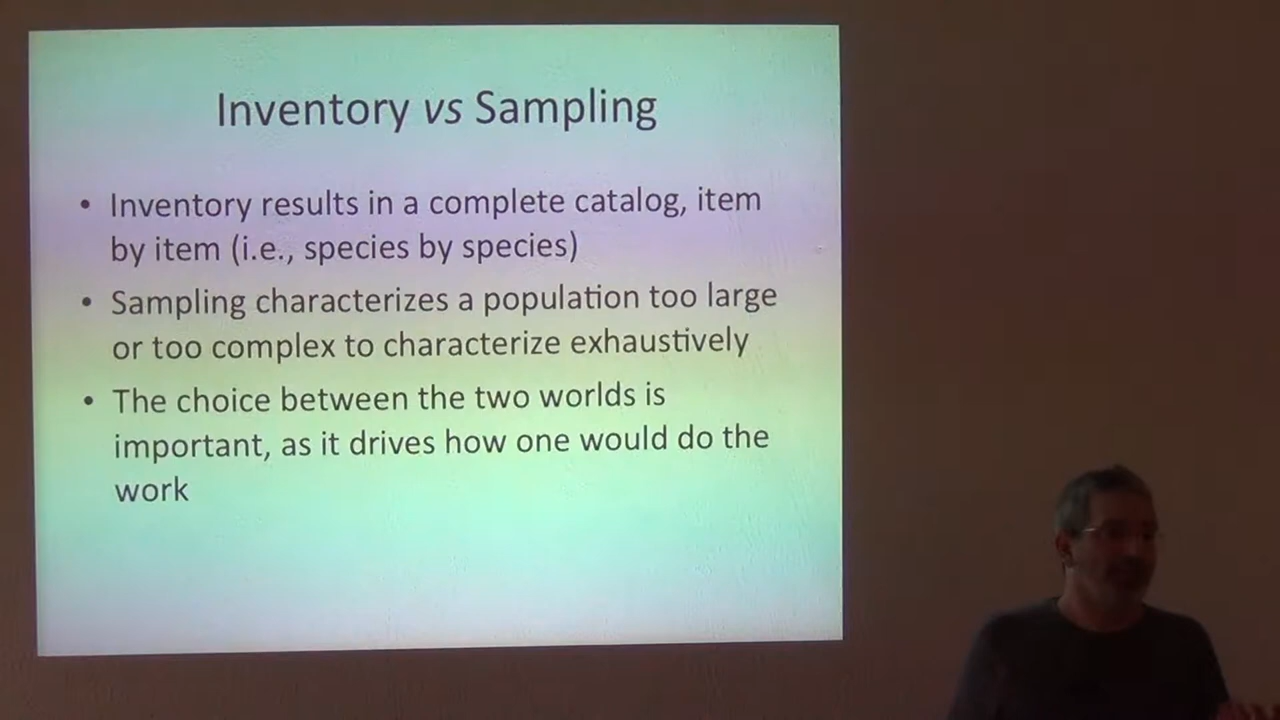 Inventory vs Sampling
• Inventory results in a complete catalog, item
by item (i.e., species by species)
• Sampling characterizes a population too large
or too complex to characterize exhaustively
• The choice between the two worlds is
important, as it drives how one would do the
work